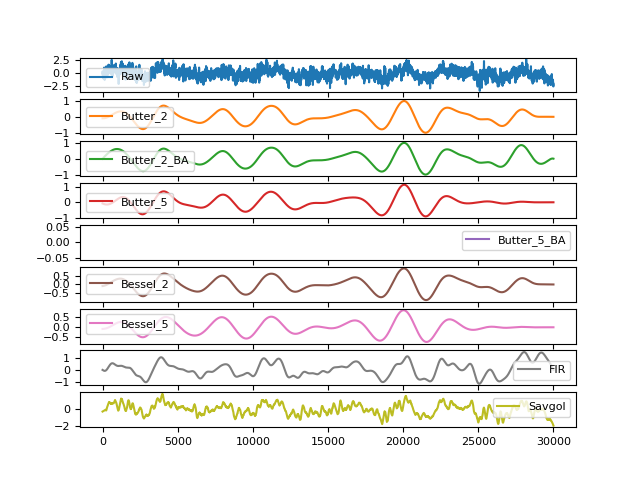 2.5
0.0
−2.5
Raw
1
0
−1
Butter_2
1
0
−1
Butter_2_BA
1
0
−1
Butter_5
0.05
0.00
−0.05
Butter_5_BA
0.5
0.0
−0.5
Bessel_2
0.5
0.0
−0.5
Bessel_5
1
0
−1
FIR
0
−2
Savgol
0 5000 10000 15000 20000 25000 30000